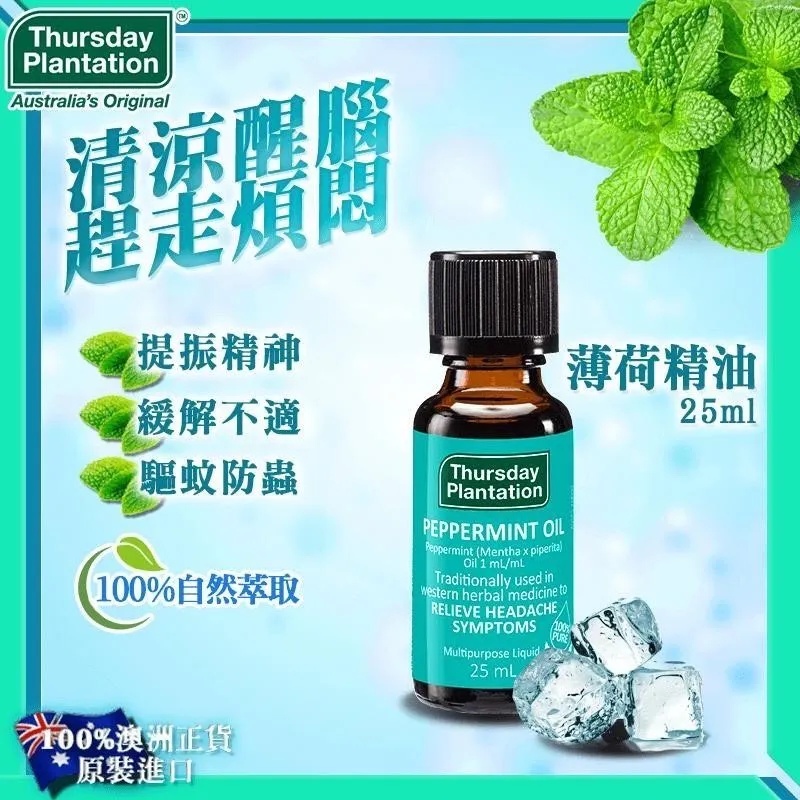 Thursday
Plantation
TM
Australia's Original
清涼醒腦
趕走煩悶
提振精神
緩解不適
驅蚊防蟲
100%自然萃取
薄荷精油
25ml
Thursday
Plantation
PEPPERMINT OIL
Peppermint (Mentha x piperita)
Oil 1 mL/mL
Traditionally used in
western herbal medicine to
RELIEVE HEADACHE
SYMPTOMS
100%
PURE
Multipurpose Liquid
25 mL
100%澳洲正貨
原裝進口